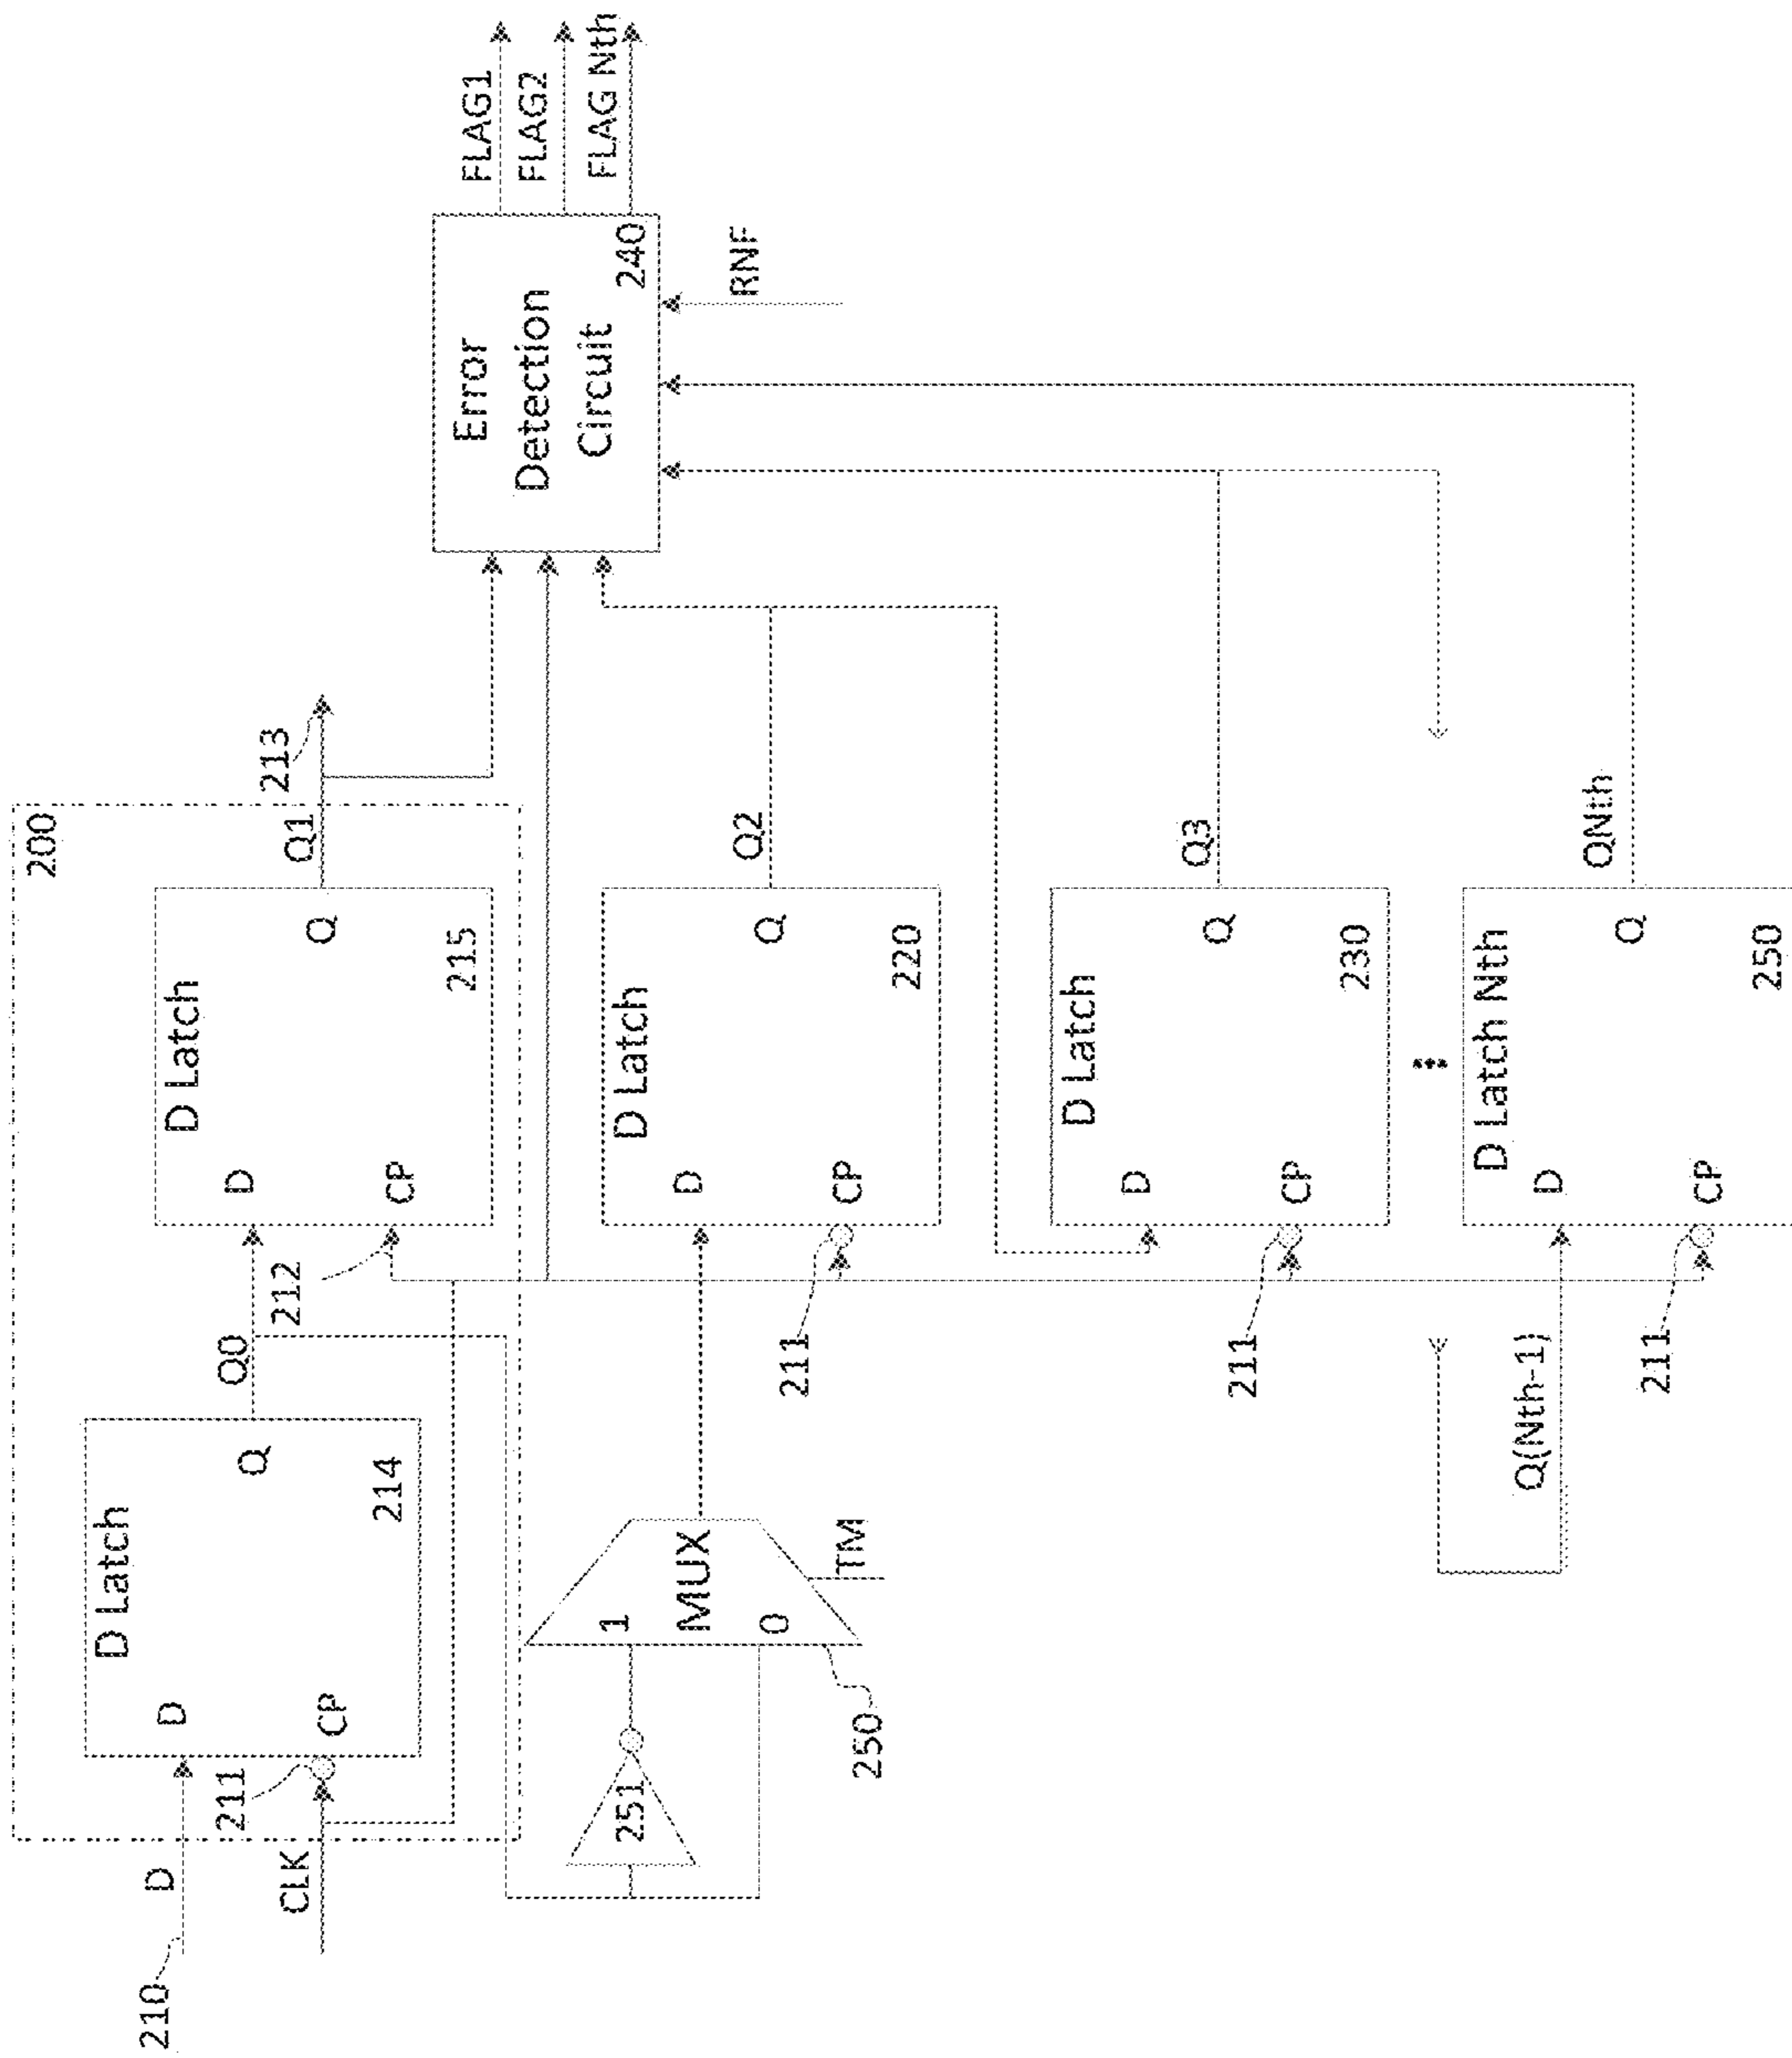 200
D Latch
D
Q
CP
214
211
D
210
CLK
Q0
212
D Latch
D
Q
CP
215
Q1
213
251
1
MUX
0
TM
250
D Latch
D
Q
CP
220
211
Q2
D Latch
D
Q
CP
230
211
Q3
D Latch Nth
D
Q
CP
250
211
Q(Nth-1)
QNth
Error
Detection
Circuit
240
RNF
FLAG1
FLAG2
FLAG Nth